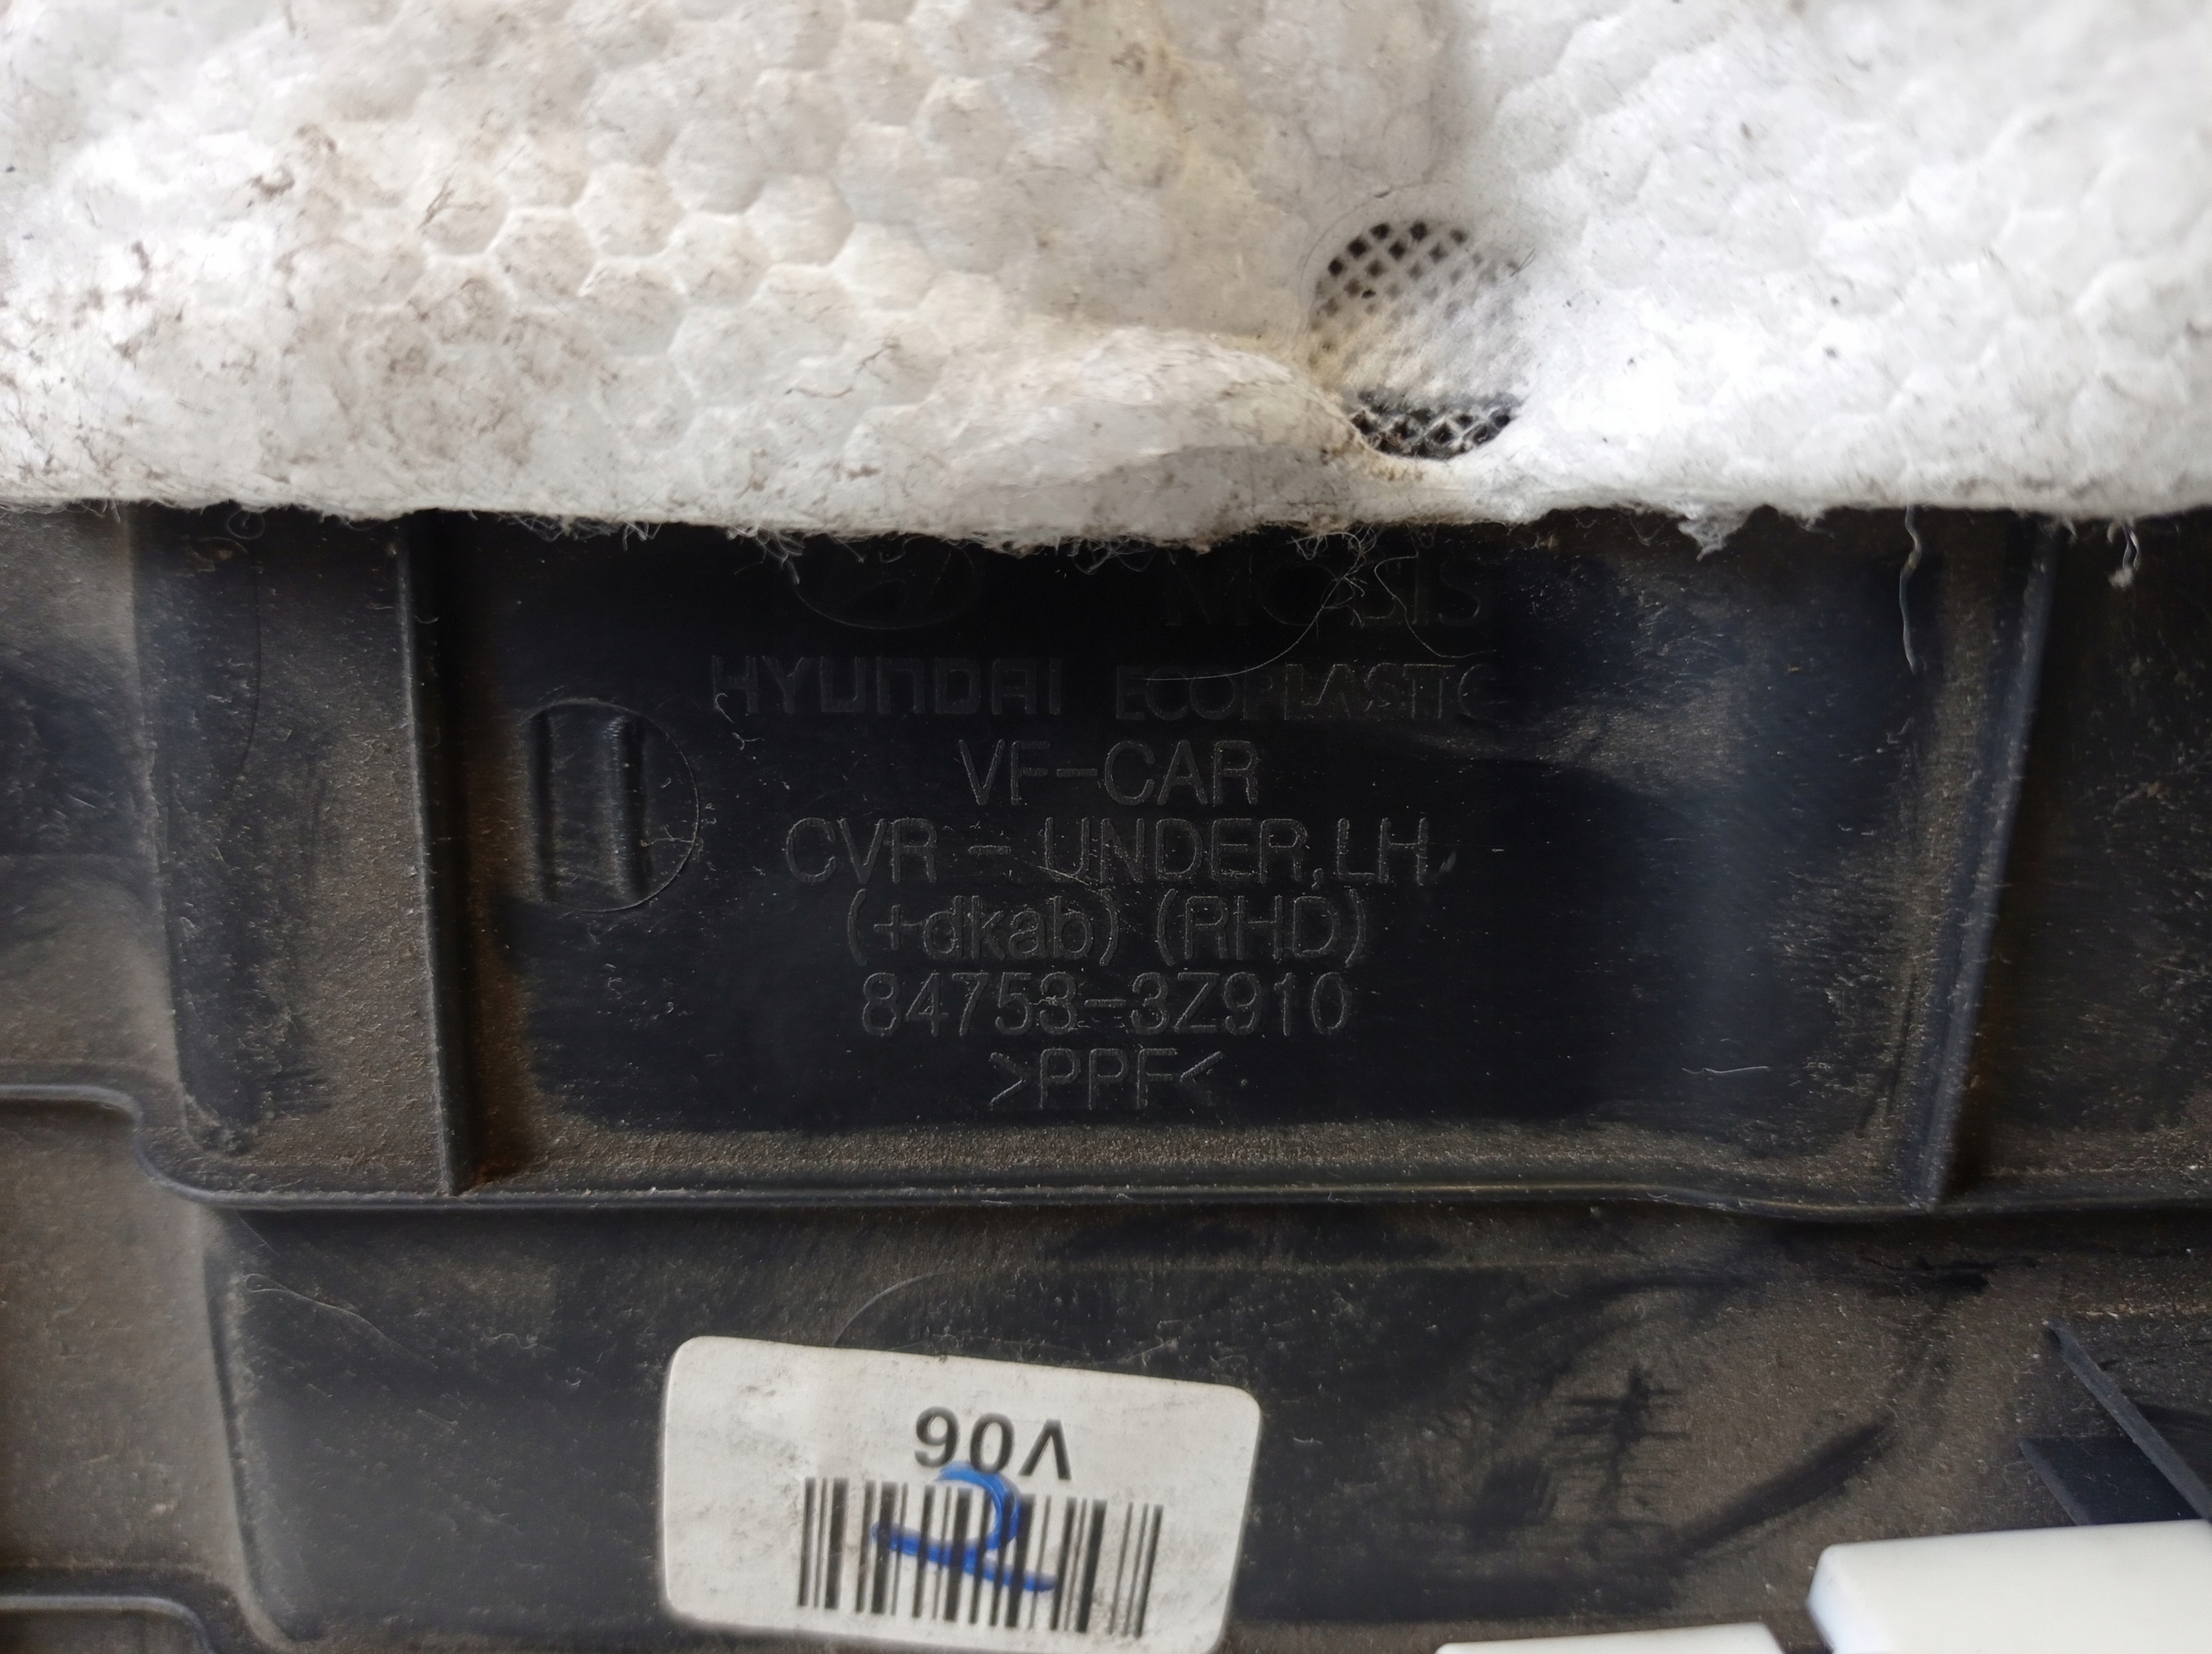 MOBIS
HYUNDAI ECOPLASTIC
VF-CAR
CVR - UNDER,LH
(+dkab) (RHD)
84753-3Z910
>PPF<
V06